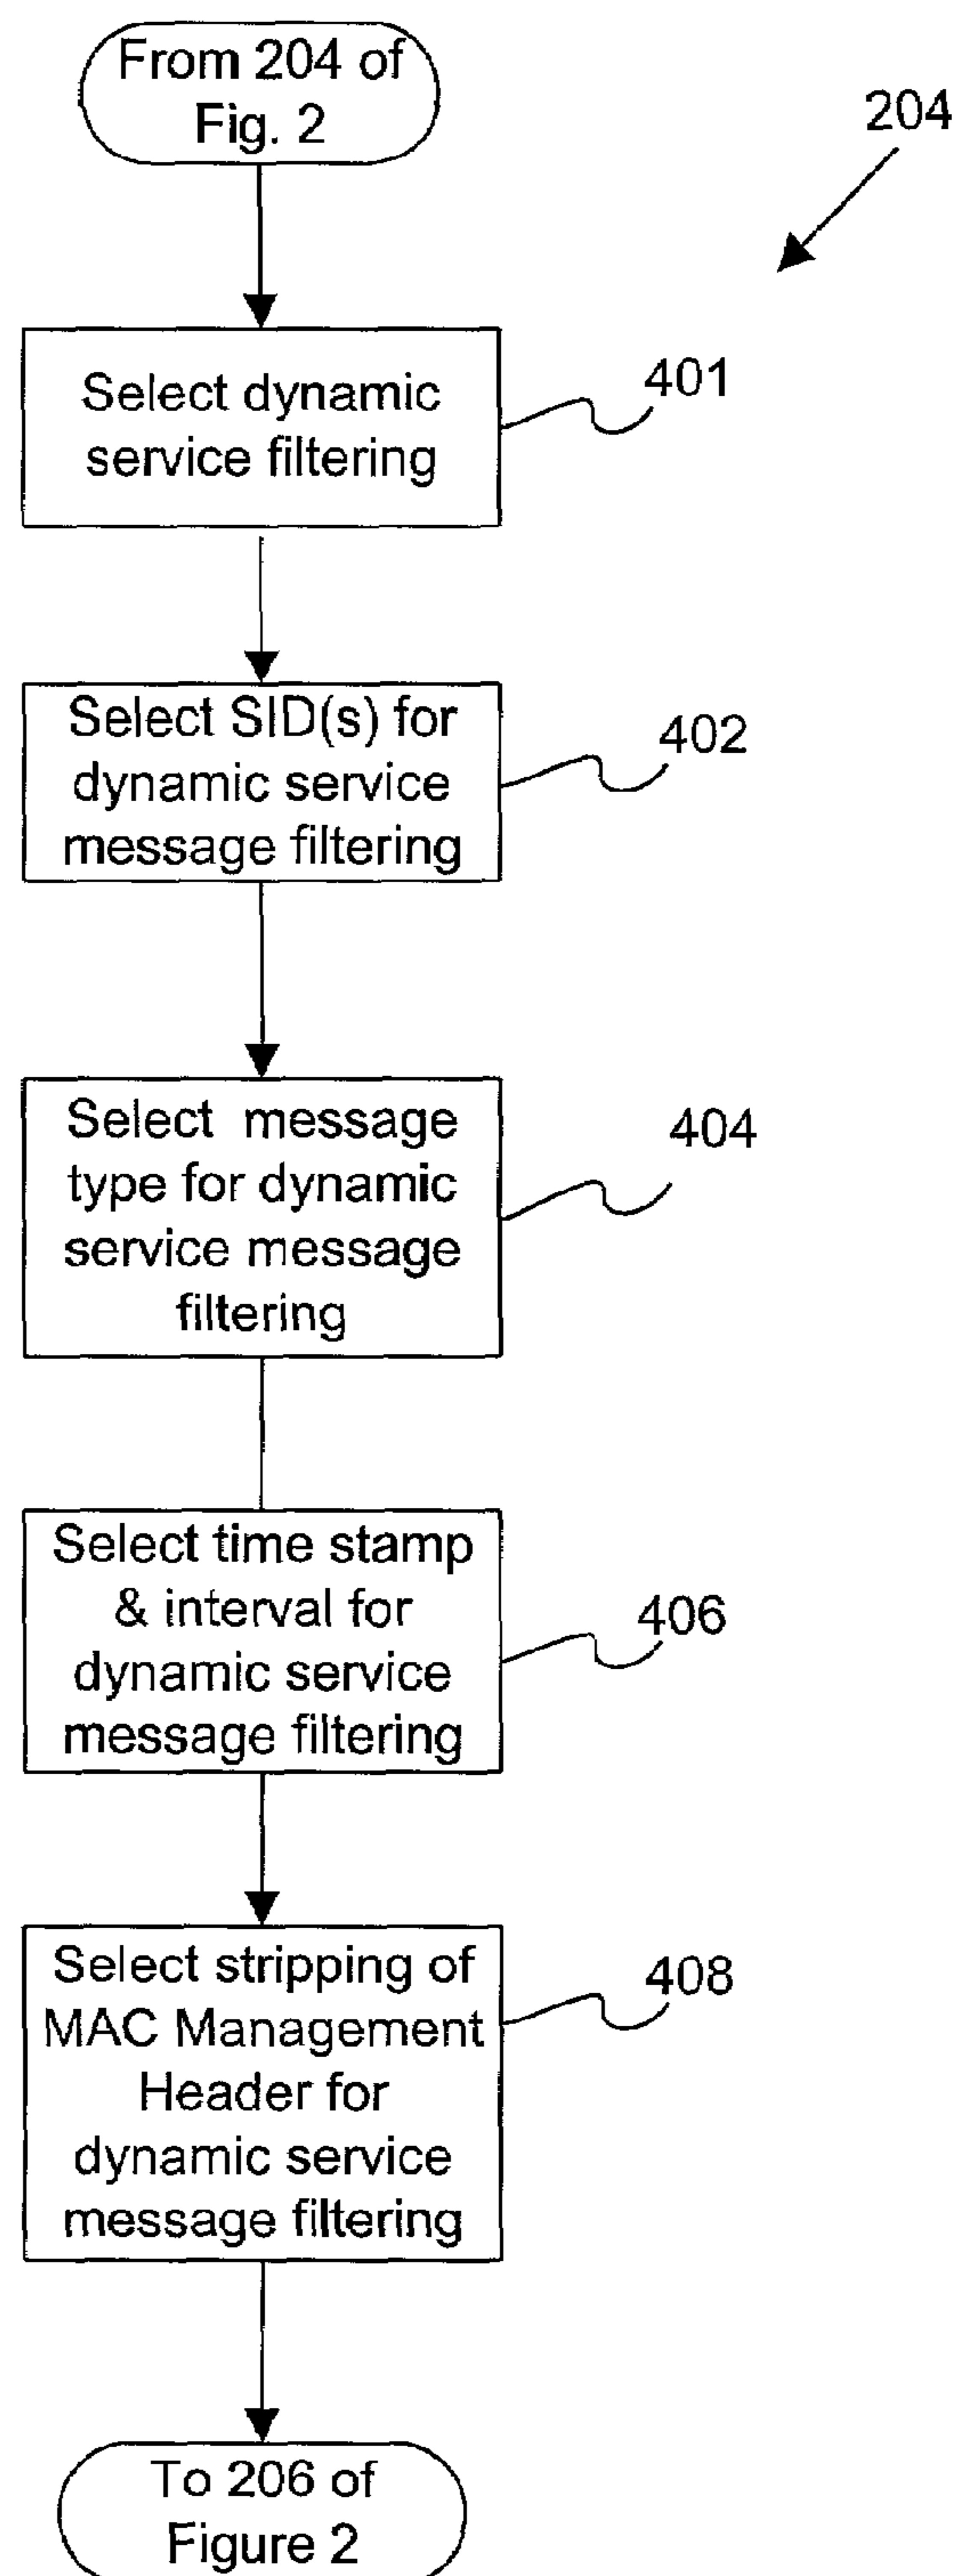 From 204 of
Fig. 2
204
Select dynamic
service filtering
401
Select SID(s) for
dynamic service
message filtering
402
Select message
type for dynamic
service message
filtering
404
Select time stamp
& interval for
dynamic service
message filtering
406
Select stripping of
MAC Management
Header for
dynamic service
message filtering
408
To 206 of
Figure 2